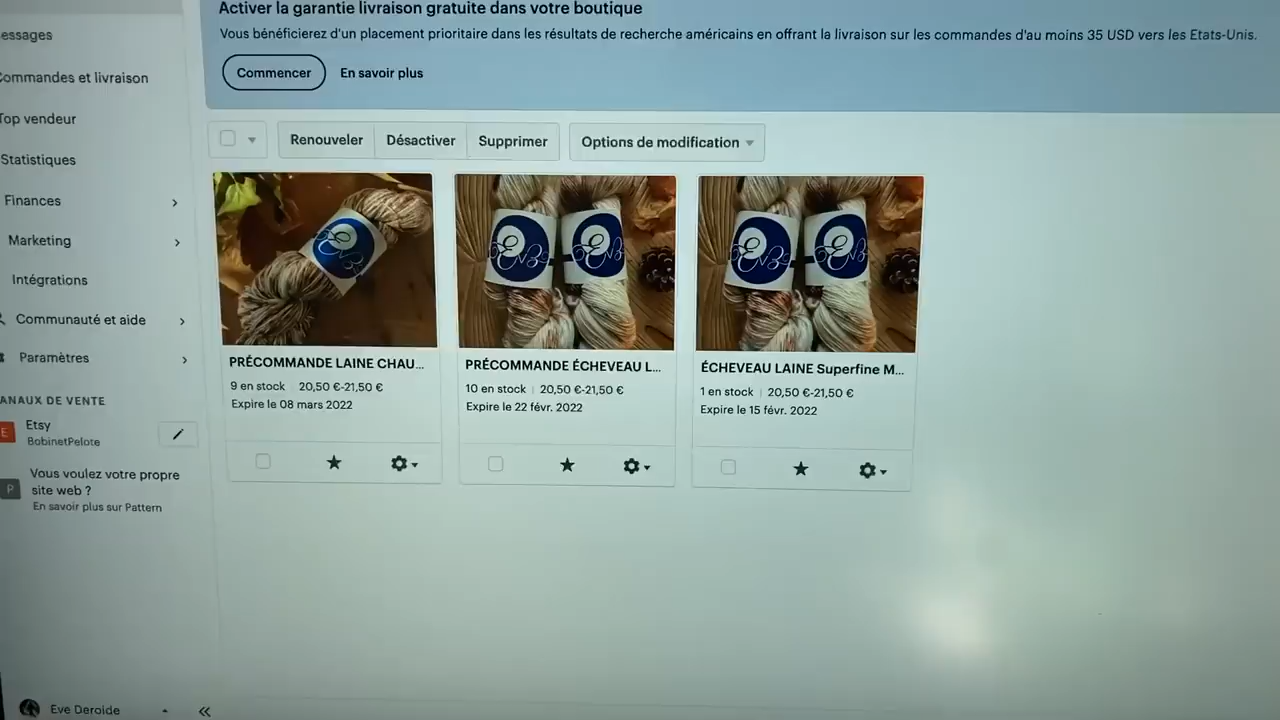 Activer la garantie livraison gratuite dans votre boutique
Vous bénéficierez d'un placement prioritaire dans les résultats de recherche américains en offrant la livraison sur les commandes d'au moins 35 USD vers les Etats-Unis.
Commencer
En savoir plus
essages
Commandes et livraison
Top vendeur
Statistiques
Finances
Marketing
Intégrations
Communauté et aide
Paramètres
ANAUX DE VENTE
E
Etsy
BobinetPelote
P
Vous voulez votre propre
site web ?
En savoir plus sur Pattern
Eve Deroide
Renouveler
Désactiver
Supprimer
Options de modification
PRÉCOMMANDE LAINE CHAU...
9 en stock 20,50 €-21,50 €
Expire le 08 mars 2022
PRÉCOMMANDE ÉCHEVEAU L...
10 en stock 20,50 €-21,50 €
Expire le 22 févr. 2022
ÉCHEVEAU LAINE Superfine M...
1 en stock 20,50 €-21,50 €
Expire le 15 févr. 2022